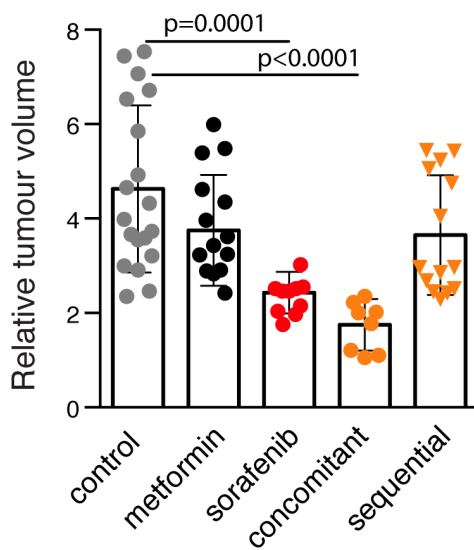 p=0.0001
p<0.0001
Relative tumour volume
8
6
4
2
0
control
metformin
sorafenib
concomitant
sequential